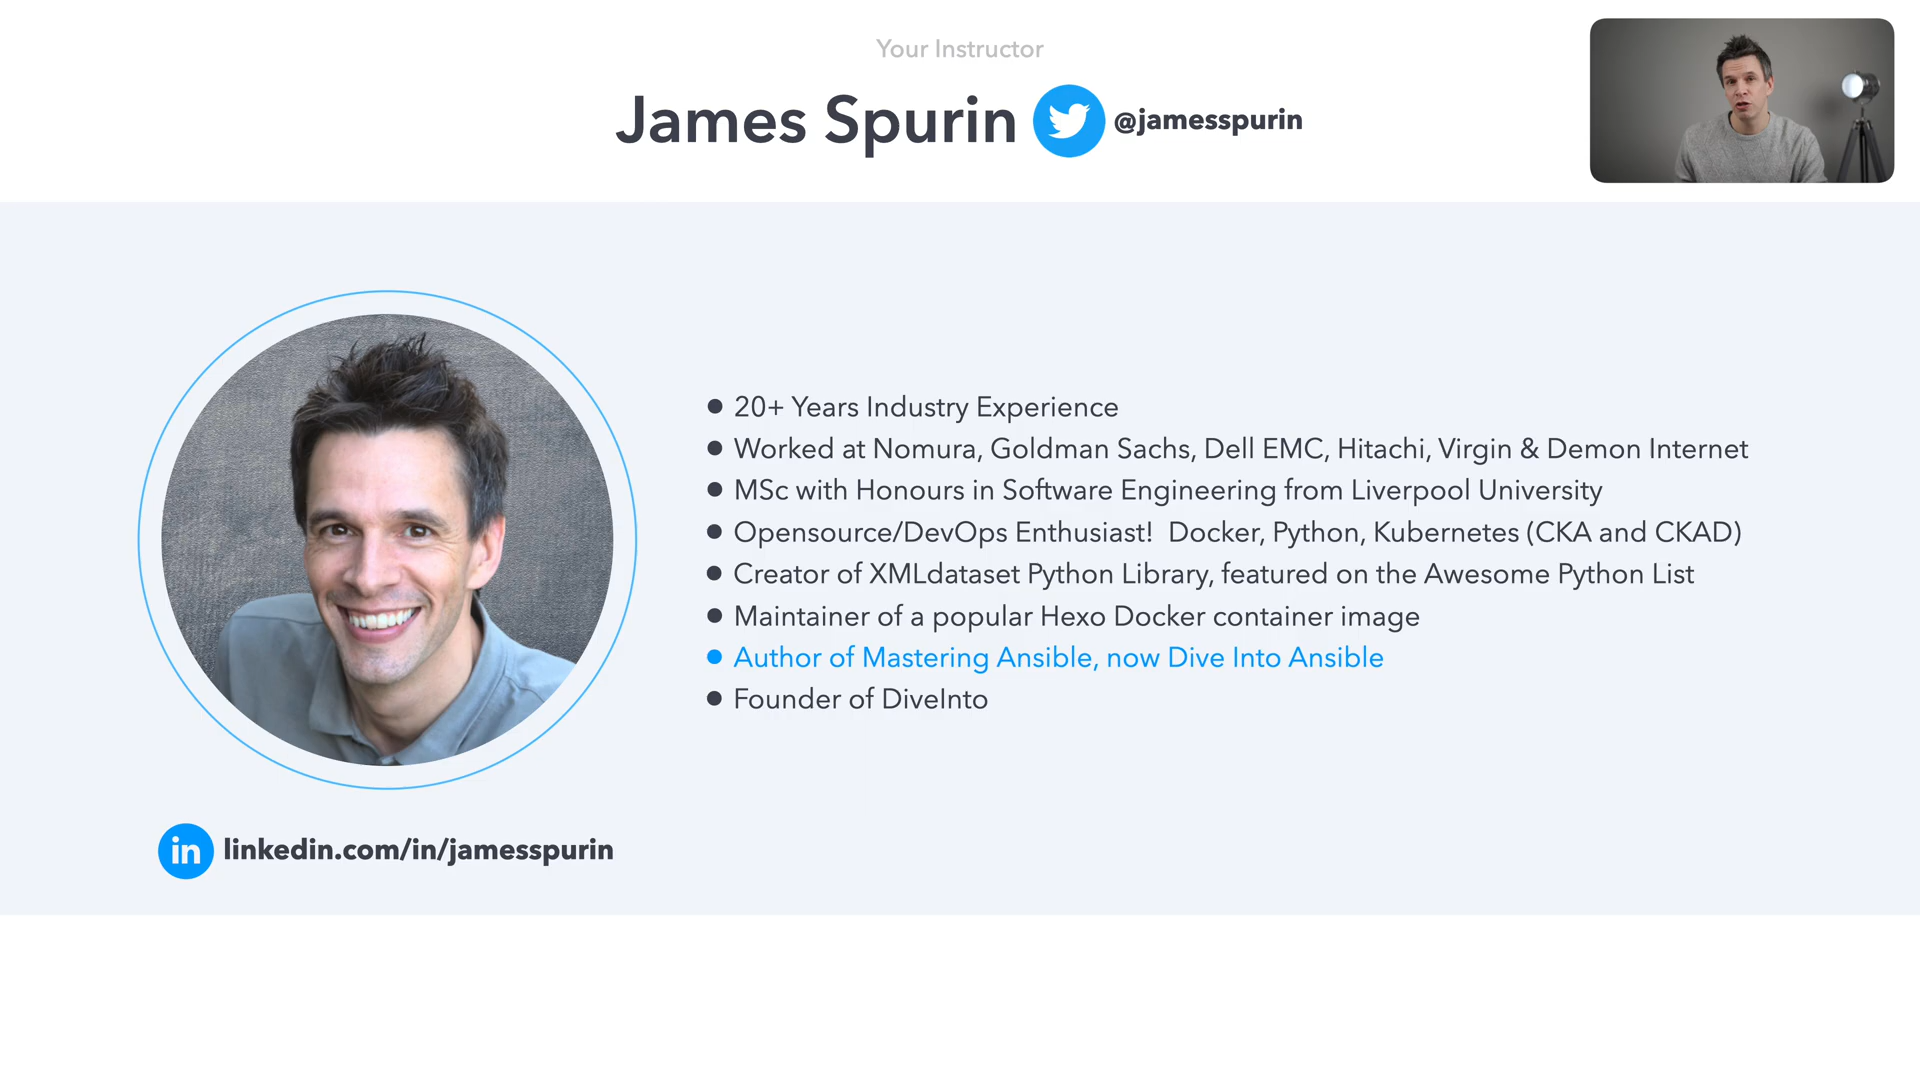 Your Instructor
James Spurin @jamesspurin
20+ Years Industry Experience
Worked at Nomura, Goldman Sachs, Dell EMC, Hitachi, Virgin & Demon Internet
MSc with Honours in Software Engineering from Liverpool University
Opensource/DevOps Enthusiast! Docker, Python, Kubernetes (CKA and CKAD)
Creator of XMLdataset Python Library, featured on the Awesome Python List
Maintainer of a popular Hexo Docker container image
Author of Mastering Ansible, now Dive Into Ansible
Founder of DiveInto
in linkedin.com/in/jamesspurin